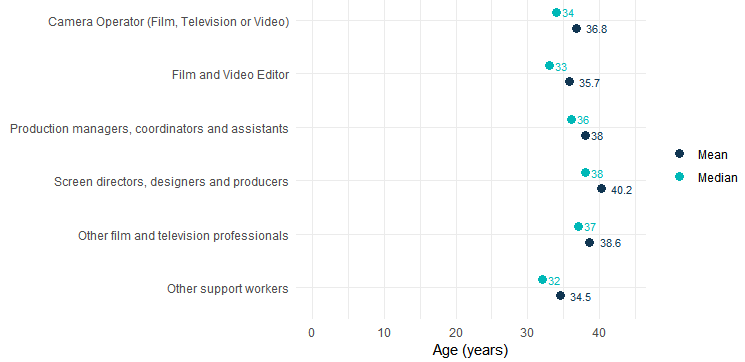 Camera Operator (Film, Television or Video)
34
36.8
Film and Video Editor
33
35.7
Production managers, coordinators and assistants
36
38
Screen directors, designers and producers
38
40.2
Other film and television professionals
37
38.6
Other support workers
32
34.5
Mean
Median
0 10 20 30 40
Age (years)